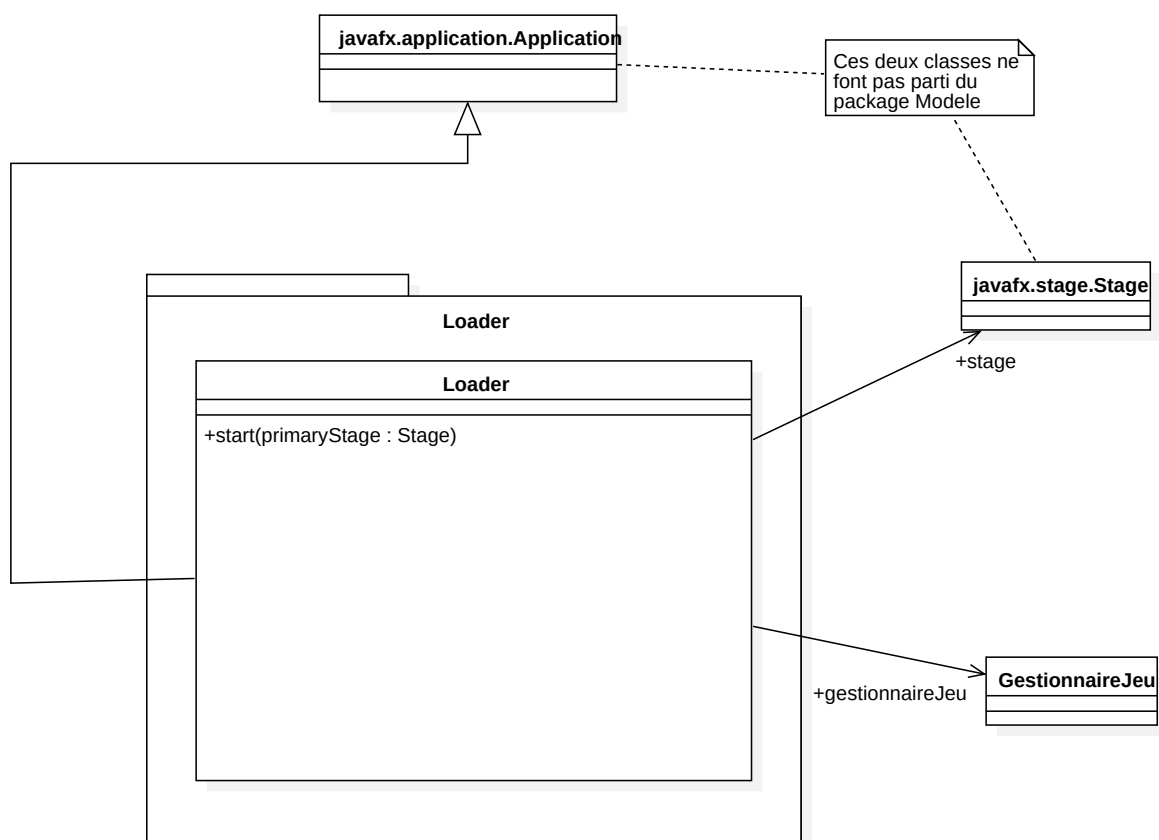 javafx.application.Application
Ces deux classes ne
font pas parti du
package Modele
javafx.stage.Stage
+stage
Loader
Loader
+start(primaryStage : Stage)
+gestionnaireJeu
GestionnaireJeu